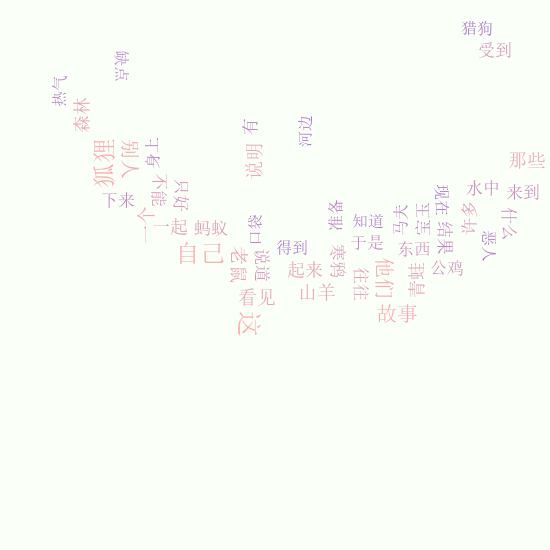 猎狗
受到
缺点
热气
森林
有
河边
狐狸
别人
上身
说明
那些
不能
只好
下来
水中
来到
现在
一个
一起
蚂蚁
口袋
准备
知道
马夫
宝玉
结果
许多
什么
恶人
自己
老鼠
说道
得到
于是
东西
起来
寒鸦
往往
他们
青蛙
公鸡
看见
山羊
这
故事